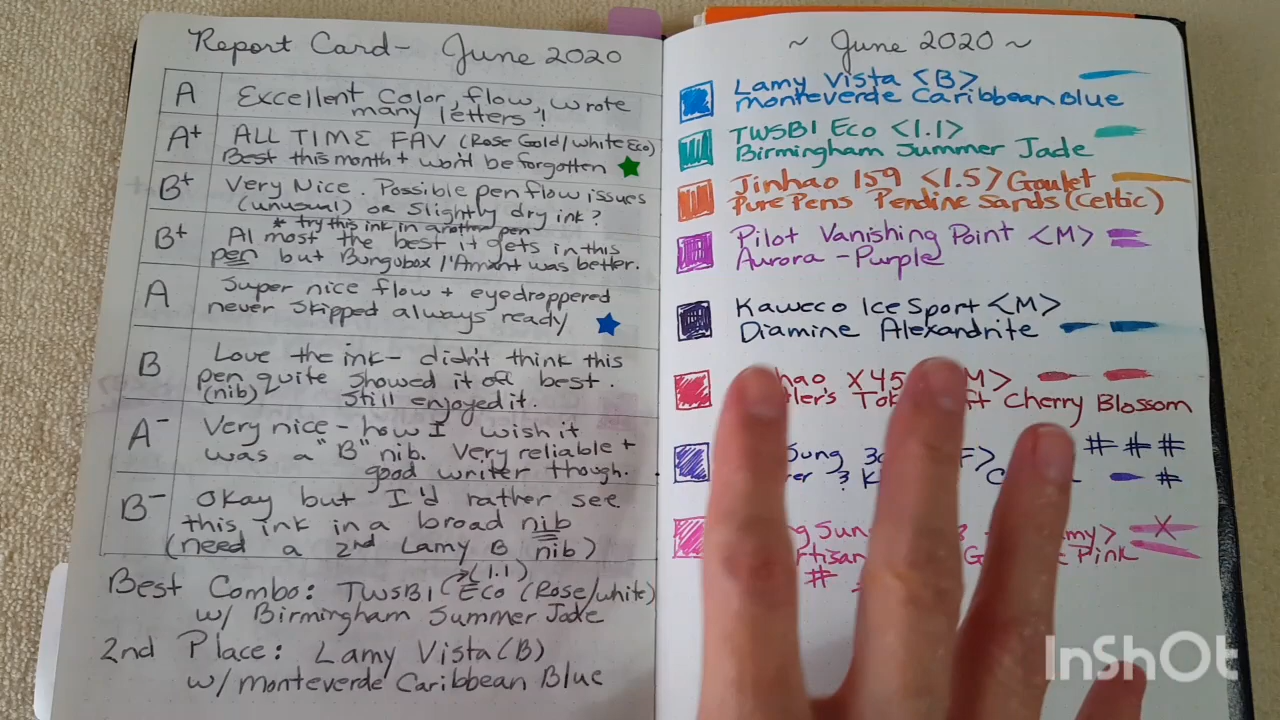 Report Card- June 2020
A Excellent color, flow, wrote
many letters!
A+ ALL TIME FAV (Rose Gold/white Eco)
Best this month + won't be forgotten
B+ Very Nice. Possible pen flow issues
(unusual) or slightly dry ink?
* try this ink in another pen
B+ Almost the best it gets in this
pen but Bungubox l'Amant was better.
A Super nice flow + eyedroppered
never skipped always ready
B Love the ink- didn't think this
pen quite showed it off best.
(nib) Still enjoyed it.
A- Very nice - how I wish it
was a "B" nib. Very reliable +
good writer though.
B- Okay but I'd rather see
this ink in a broad nib
(need a 2nd Lamy B nib)
Best Combo: TWSBI Eco (Rose/white)
<1.1>
w/ Birmingham Summer Jade
2nd Place: Lamy Vista (B)
w/ monteverde Caribbean Blue
~ June 2020 ~
Lamy Vista <B>
monteverde Caribbean Blue
TWSBI Eco <1.1>
Birmingham Summer Jade
Jinhao 159 <1.5> Goulet
Pure Pens Pendine Sands (Celtic)
Pilot Vanishing Point <M>
Aurora - Purple
Kaweco Ice Sport <M>
Diamine Alexandrite
X45 M>
Cherry Blossom
Sung F> # # #
#
Sung my> X
Pink
#
InShOt